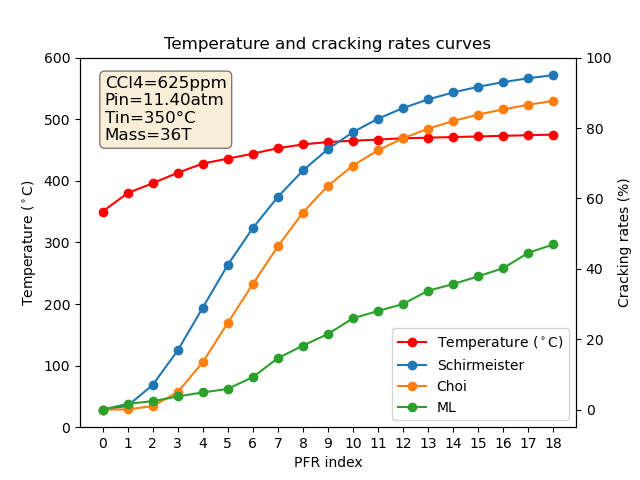 Temperature and cracking rates curves
CCl4=625ppm
Pin=11.40atm
Tin=350°C
Mass=36T
600
500
400
300
200
100
0
Temperature (°C)
100
80
60
40
20
0
Cracking rates (%)
Temperature (°C)
Schirmeister
Choi
ML
0 1 2 3 4 5 6 7 8 9 10 11 12 13 14 15 16 17 18
PFR index